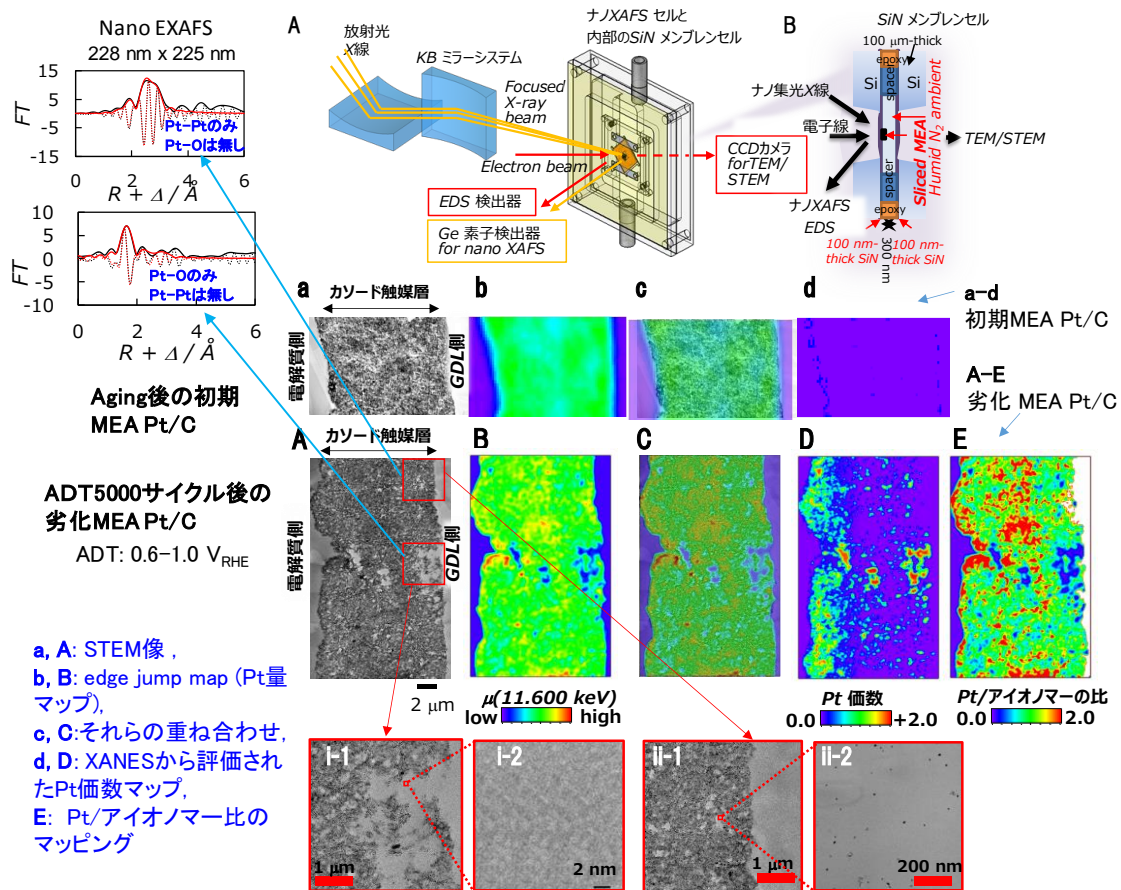 Nano EXAFS
228 nm x 225 nm
15
5
-5
-15
FT
Pt-Ptのみ
Pt-Oは無し
0
2
4
6
R + Δ / Å
10
5
0
-5
-10
FT
Pt-Oのみ
Pt-Ptは無し
0
2
4
6
R + Δ / Å
A
放射光
X線
KB ミラーシステム
Focused
X-ray
beam
ナノXAFS セルと
内部のSiN メンブレンセル
Electron beam
EDS 検出器
Ge 素子検出器
for nano XAFS
CCDカメラ
forTEM/
STEM
B
SiN メンブレンセル
100 μm-thick
epoxy
Si
spacer
Si
ナノ集光X線
電子線
Sliced MEA
Humid N2 ambient
TEM/STEM
ナノXAFS
EDS
spacer
epoxy
100 nm-
thick SiN
300 nm
100 nm-
thick SiN
a
カソード触媒層
b
c
d
電解質側
GDL側
a-d
初期MEA Pt/C
Aging後の初期
MEA Pt/C
A-E
劣化 MEA Pt/C
A
カソード触媒層
B
C
D
E
ADT5000サイクル後の
劣化MEA Pt/C
ADT: 0.6-1.0 VRHE
電解質側
GDL側
2 μm
μ(11.600 keV)
low
high
Pt 価数
0.0
+2.0
Pt/アイオノマーの比
0.0
2.0
a, A: STEM像 ,
b, B: edge jump map (Pt量
マップ),
c, C:それらの重ね合わせ,
d, D: XANESから評価され
たPt価数マップ,
E: Pt/アイオノマー比の
マッピング
i-1
1 μm
i-2
2 nm
ii-1
1 μm
ii-2
200 nm